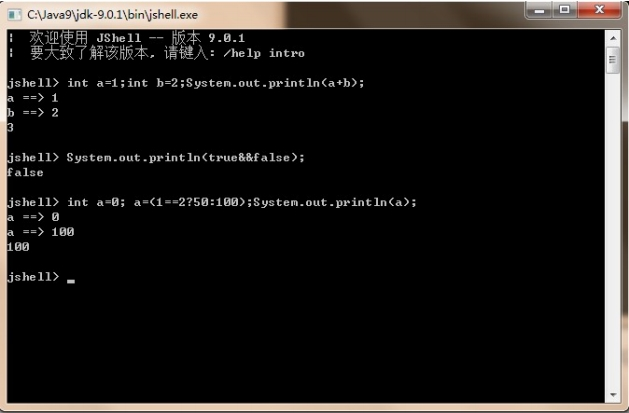 C:\Java9\jdk-9.0.1\bin\jshell.exe
| 欢迎使用 JShell -- 版本 9.0.1
| 要大致了解该版本, 请键入: /help intro
jshell> int a=1;int b=2;System.out.println(a+b);
a ==> 1
b ==> 2
3
jshell> System.out.println(true&&false);
false
jshell> int a=0; a=(1==2?50:100);System.out.println(a);
a ==> 0
a ==> 100
100
jshell> _